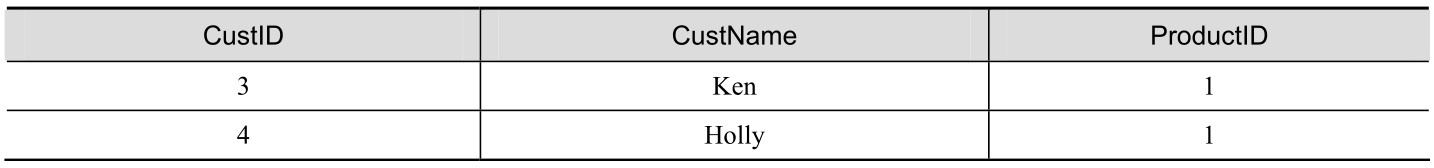 CustID CustName ProductID
3 Ken 1
4 Holly 1